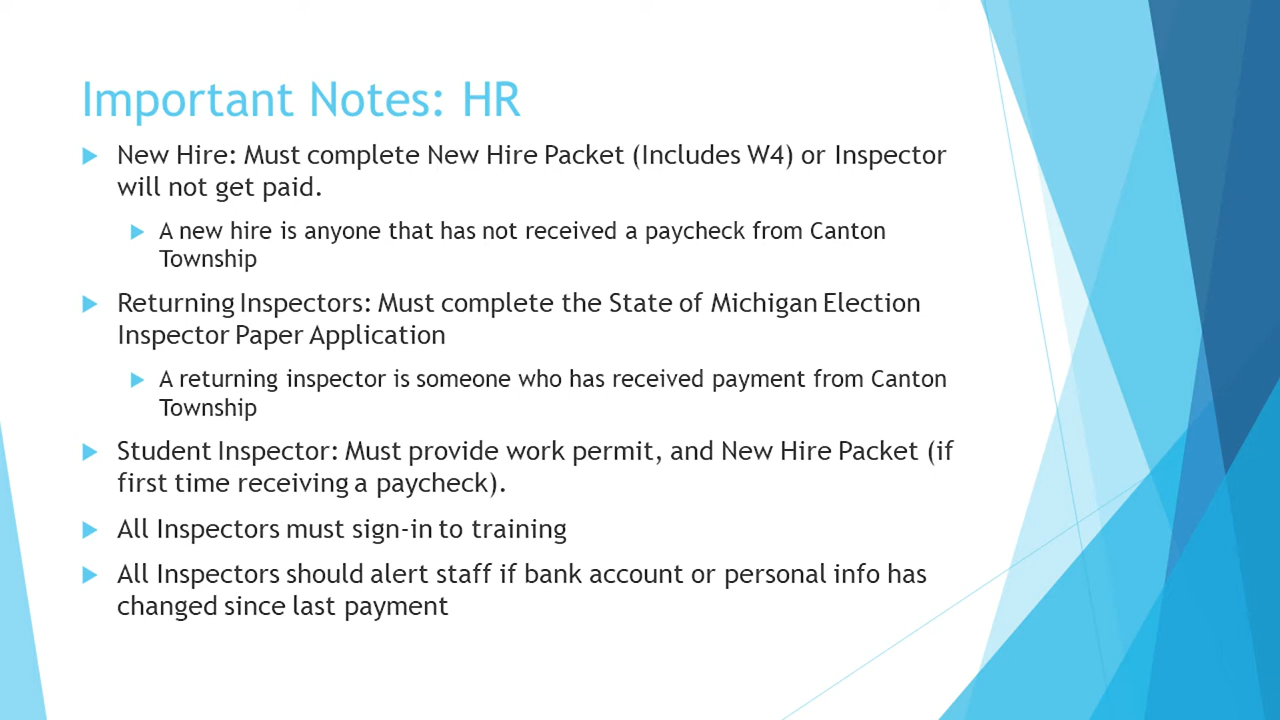 Important Notes: HR
New Hire: Must complete New Hire Packet (Includes W4) or Inspector
will not get paid.
A new hire is anyone that has not received a paycheck from Canton
Township
Returning Inspectors: Must complete the State of Michigan Election
Inspector Paper Application
A returning inspector is someone who has received payment from Canton
Township
Student Inspector: Must provide work permit, and New Hire Packet (if
first time receiving a paycheck).
All Inspectors must sign-in to training
All Inspectors should alert staff if bank account or personal info has
changed since last payment